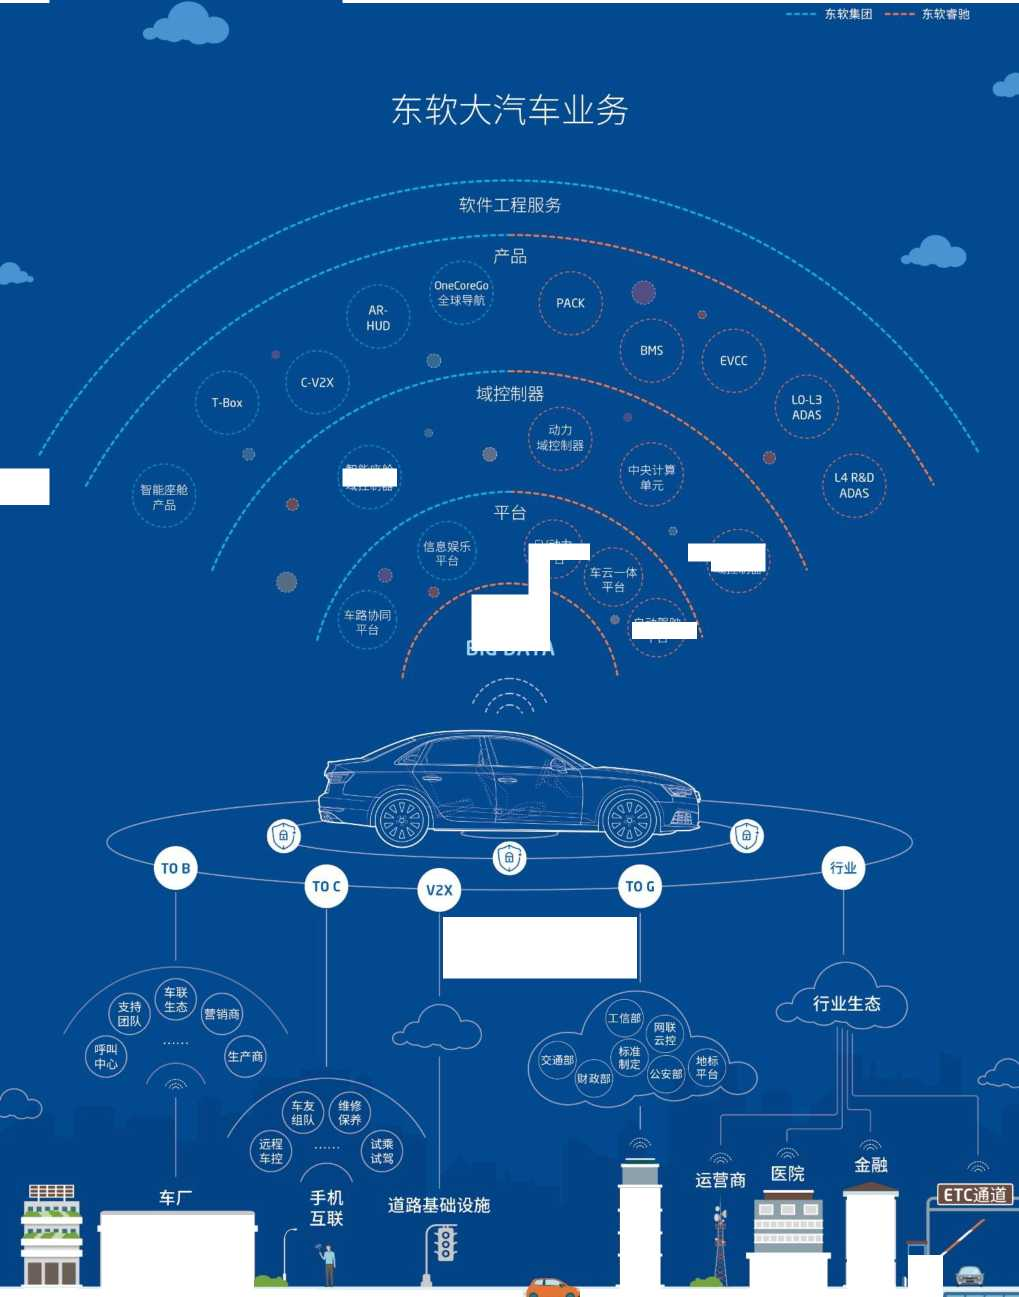 东软集团
东软睿驰
东软大汽车业务
软件工程服务
产品
OneCoreGo
全球导航
AR-
HUD
PACK
BMS
EVCC
C-V2X
T-Box
L0-L3
ADAS
域控制器
动力
域控制器
中央计算
单元
L4 R&D
ADAS
智能座舱
产品
平台
信息娱乐
平台
车云一体
平台
车路协同
平台
BIG DATA
TO B
TO C
V2X
TO G
行业
车联
生态
支持
团队
营销商
呼叫
中心
······
生产商
行业生态
工信部
网联
云控
交通部
标准
制定
地标
平台
财政部
公安部
车友
组队
维修
保养
远程
车控
······
试乘
试驾
车厂
手机
互联
道路基础设施
运营商
医院
金融
ETC通道